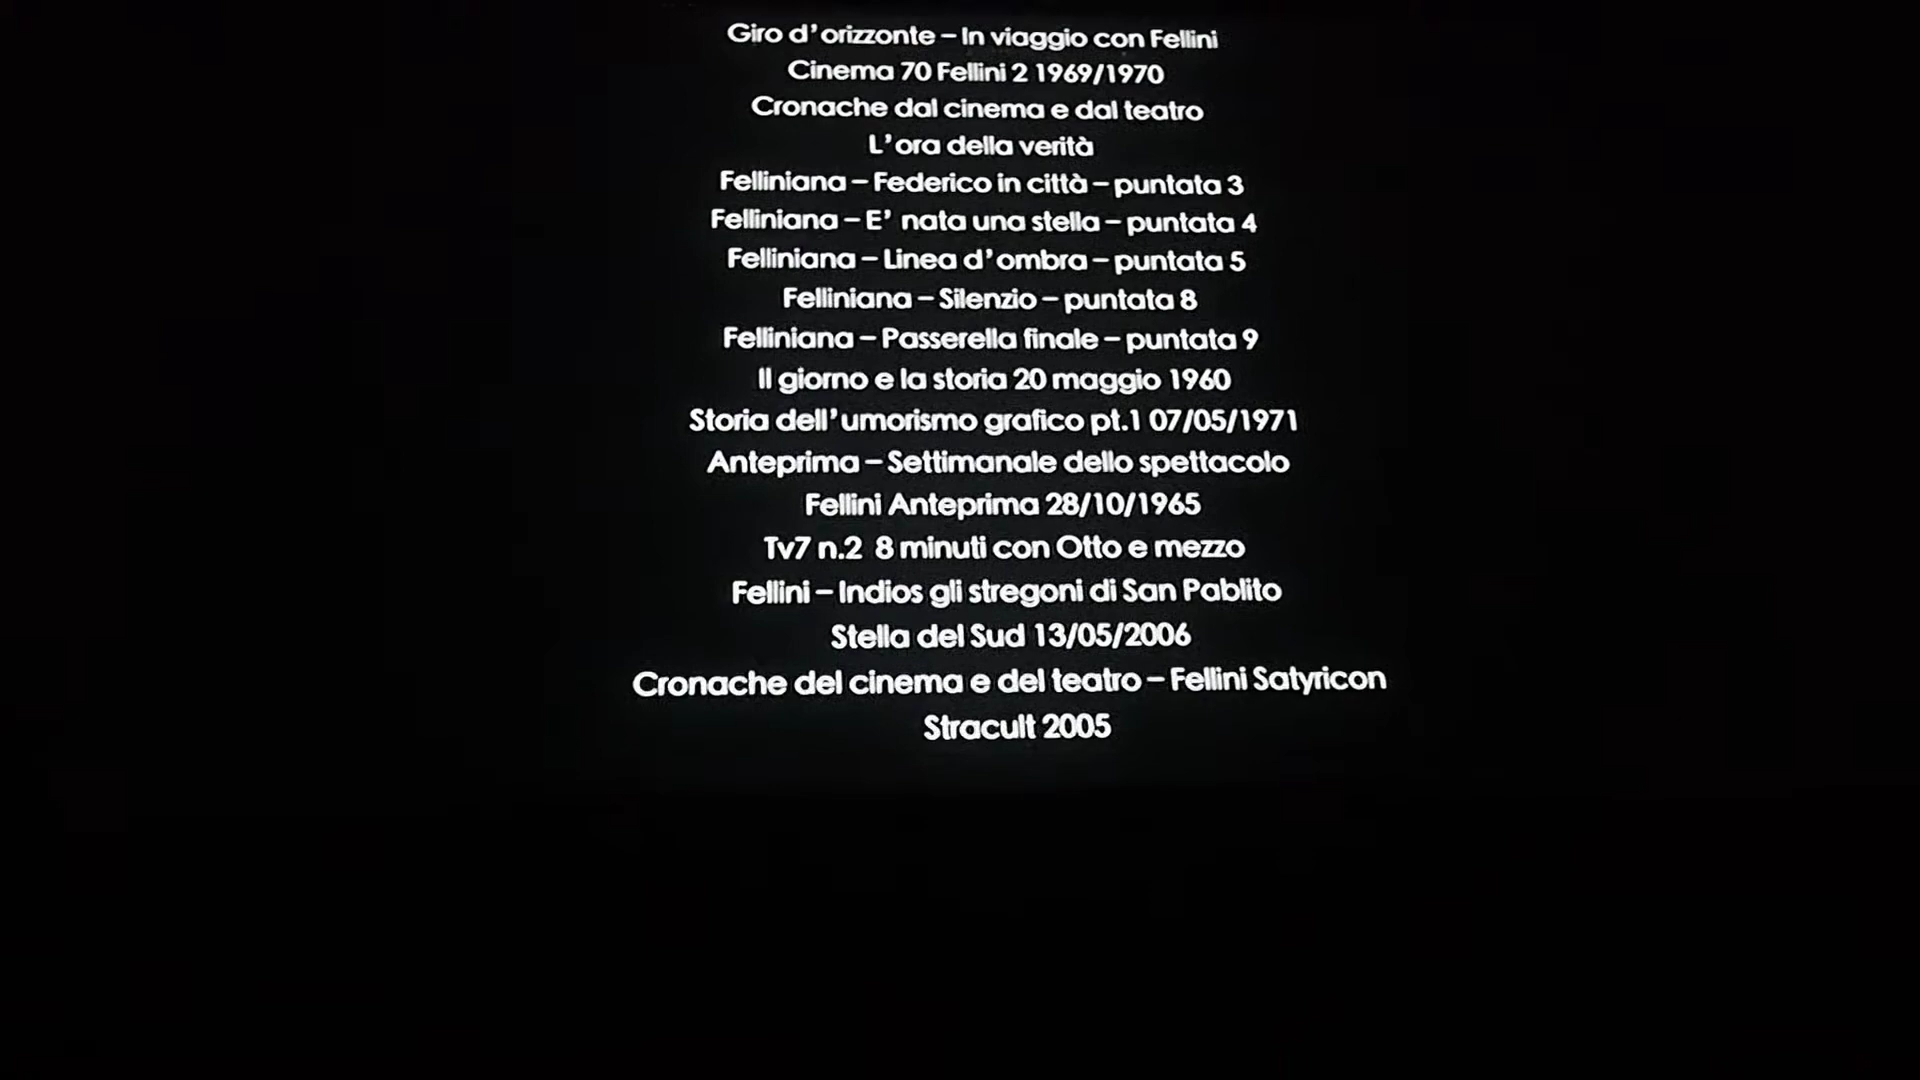 Giro d’orizzonte – In viaggio con Fellini
Cinema 70 Fellini 2 1969/1970
Cronache dal cinema e dal teatro
L’ora della verità
Felliniana – Federico in città – puntata 3
Felliniana – E’ nata una stella – puntata 4
Felliniana – Linea d’ombra – puntata 5
Felliniana – Silenzio – puntata 8
Felliniana – Passerella finale – puntata 9
Il giorno e la storia 20 maggio 1960
Storia dell’umorismo grafico pt.1 07/05/1971
Anteprima – Settimanale dello spettacolo
Fellini Anteprima 28/10/1965
Tv7 n.2 8 minuti con Otto e mezzo
Fellini – Indios gli stregoni di San Pablito
Stella del Sud 13/05/2006
Cronache del cinema e del teatro – Fellini Satyricon
Stracult 2005